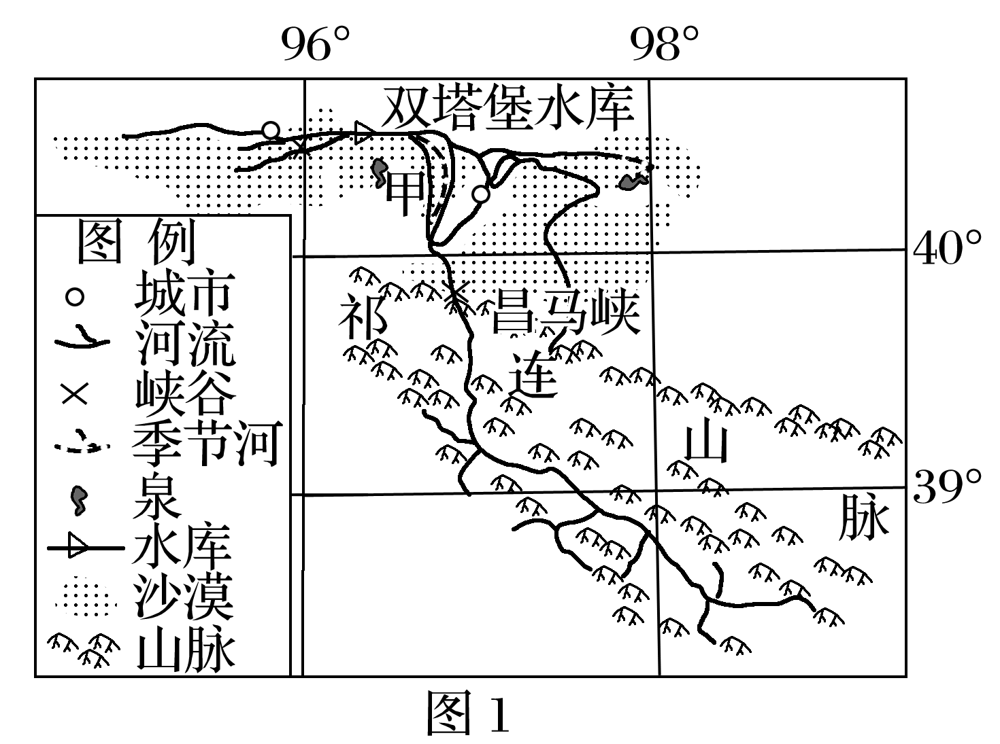 96° 98°
双塔堡水库
甲
图 例
40°
城市
祁
昌马峡
河流
连
峡谷
季节河
山
39°
泉
脉
水库
沙漠
山脉
图 1